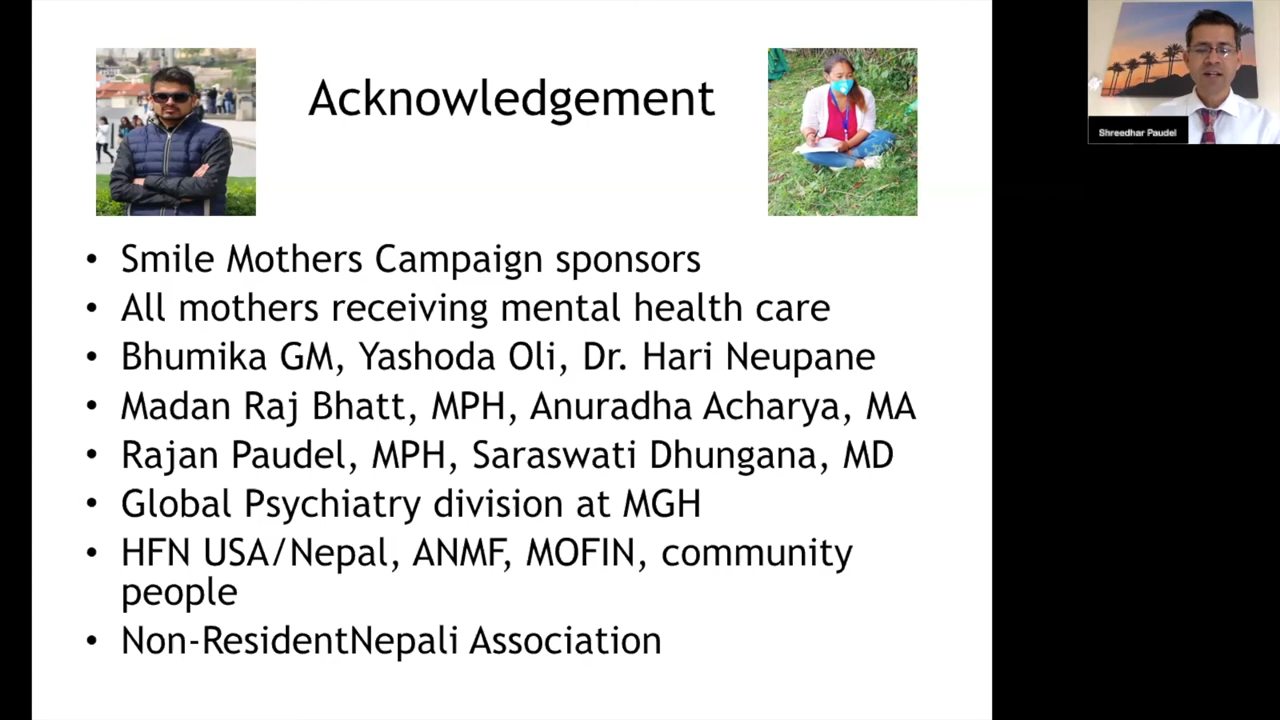 Acknowledgement
Shreedhar Paudel
• Smile Mothers Campaign sponsors
• All mothers receiving mental health care
• Bhumika GM, Yashoda Oli, Dr. Hari Neupane
• Madan Raj Bhatt, MPH, Anuradha Acharya, MA
• Rajan Paudel, MPH, Saraswati Dhungana, MD
• Global Psychiatry division at MGH
• HFN USA/Nepal, ANMF, MOFIN, community
people
• Non-ResidentNepali Association